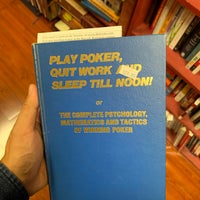 PLAY POKER,
QUIT WORK AND
SLEEP TILL NOON!
or
THE COMPLETE PSYCHOLOGY,
MATHEMATICS AND TACTICS
OF WINNING POKER